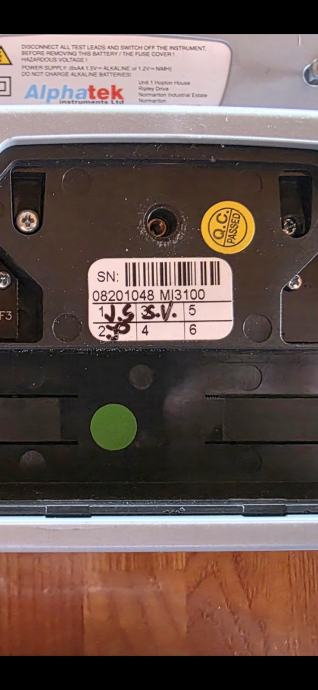 DISCONNECT ALL TEST LEADS AND SWITCH OFF THE INSTRUMENT,
BEFORE REMOVING THIS BATTERY / THE FUSE COVER !
HAZARDOUS VOLTAGE !
POWER SUPPLY: (6xAA 1.5V= ALKALINE or 1.2V= NiMH)
DO NOT CHARGE ALKALINE BATTERIES!
Alphatek
instruments Ltd
Unit 1 Hopton House
Ripley Drive
Normanton Industrial Estate
Normanton
Q.C.
PASSED
SN:
08201048 MI3100
1 J.S 3 S.V. 5
2 4 6
F3